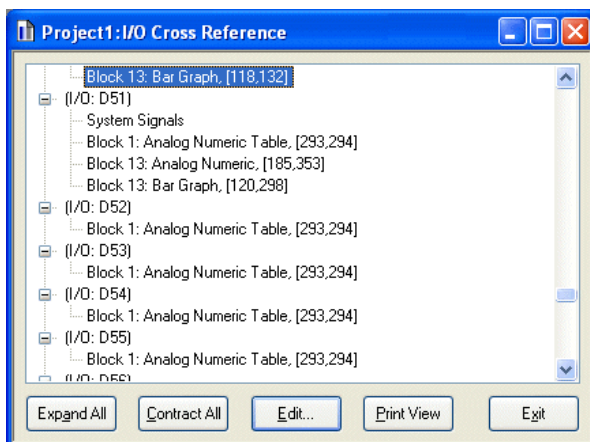 Project1:I/O Cross Reference
Block 13: Bar Graph, [118,132]
(I/O: D51)
System Signals
Block 1: Analog Numeric Table, [293,294]
Block 13: Analog Numeric, [185,353]
Block 13: Bar Graph, [120,298]
(I/O: D52)
Block 1: Analog Numeric Table, [293,294]
(I/O: D53)
Block 1: Analog Numeric Table, [293,294]
(I/O: D54)
Block 1: Analog Numeric Table, [293,294]
(I/O: D55)
Block 1: Analog Numeric Table, [293,294]
(I/O: D56)
Expand All Contract All Edit... Print View Exit